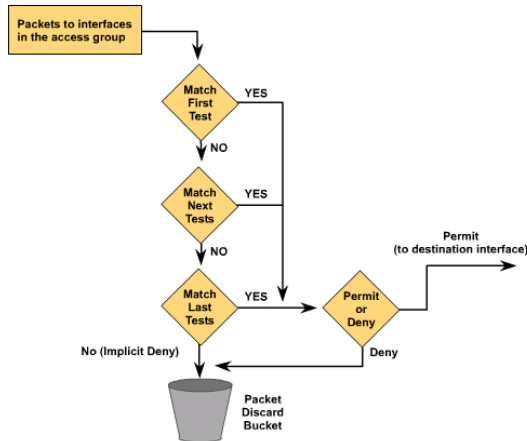 Packets to interfaces
in the access group
Match
First
Test
YES
NO
Match
Next
Tests
YES
NO
Permit
(to destination interface)
Match
Last
Tests
YES
Permit
or
Deny
No (Implicit Deny)
Deny
Packet
Discard
Bucket